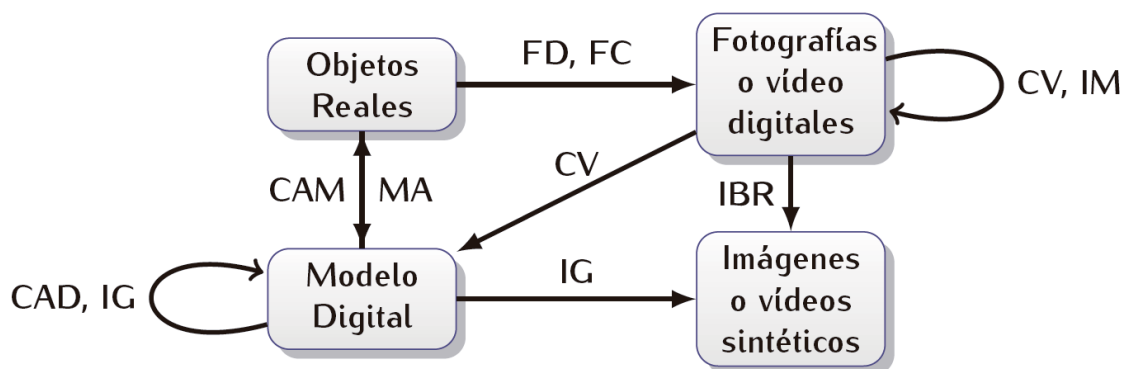 Objetos
Reales
FD, FC
Fotografías
o vídeo
digitales
CV, IM
CAM
MA
CV
IBR
CAD, IG
Modelo
Digital
IG
Imágenes
o vídeos
sintéticos